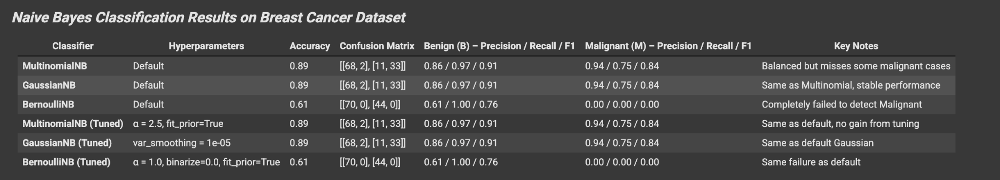 Naive Bayes Classification Results on Breast Cancer Dataset
Classifier Hyperparameters Accuracy Confusion Matrix Benign (B) – Precision / Recall / F1 Malignant (M) – Precision / Recall / F1 Key Notes
MultinomialNB Default 0.89 [[68, 2], [11, 33]] 0.86 / 0.97 / 0.91 0.94 / 0.75 / 0.84 Balanced but misses some malignant cases
GaussianNB Default 0.89 [[68, 2], [11, 33]] 0.86 / 0.97 / 0.91 0.94 / 0.75 / 0.84 Same as Multinomial, stable performance
BernoulliNB Default 0.61 [[70, 0], [44, 0]] 0.61 / 1.00 / 0.76 0.00 / 0.00 / 0.00 Completely failed to detect Malignant
MultinomialNB (Tuned) α = 2.5, fit_prior=True 0.89 [[68, 2], [11, 33]] 0.86 / 0.97 / 0.91 0.94 / 0.75 / 0.84 Same as default, no gain from tuning
GaussianNB (Tuned) var_smoothing = 1e-05 0.89 [[68, 2], [11, 33]] 0.86 / 0.97 / 0.91 0.94 / 0.75 / 0.84 Same as default Gaussian
BernoulliNB (Tuned) α = 1.0, binarize=0.0, fit_prior=True 0.61 [[70, 0], [44, 0]] 0.61 / 1.00 / 0.76 0.00 / 0.00 / 0.00 Same failure as default